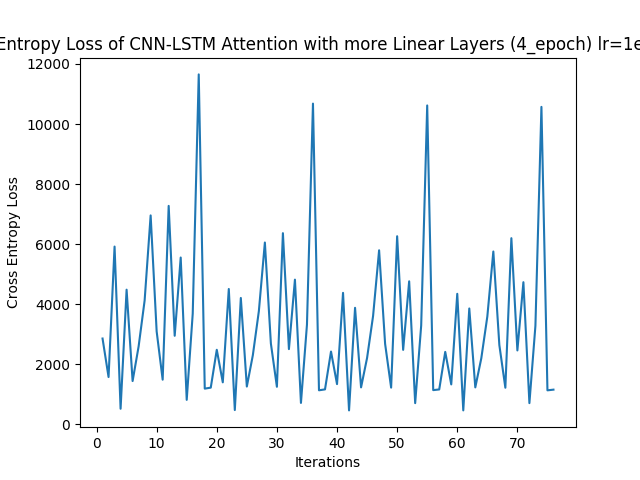 Entropy Loss of CNN-LSTM Attention with more Linear Layers (4_epoch) lr=1e
12000
10000
8000
6000
4000
2000
0
Cross Entropy Loss
0 10 20 30 40 50 60 70
Iterations